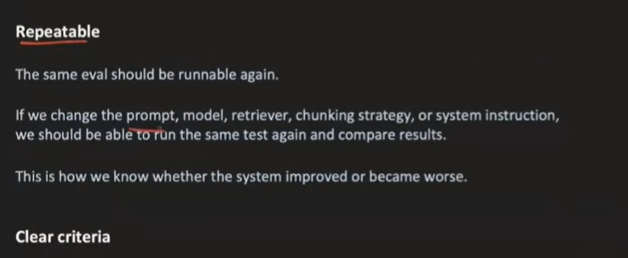 Repeatable
The same eval should be runnable again.
If we change the prompt, model, retriever, chunking strategy, or system instruction,
we should be able to run the same test again and compare results.
This is how we know whether the system improved or became worse.
Clear criteria